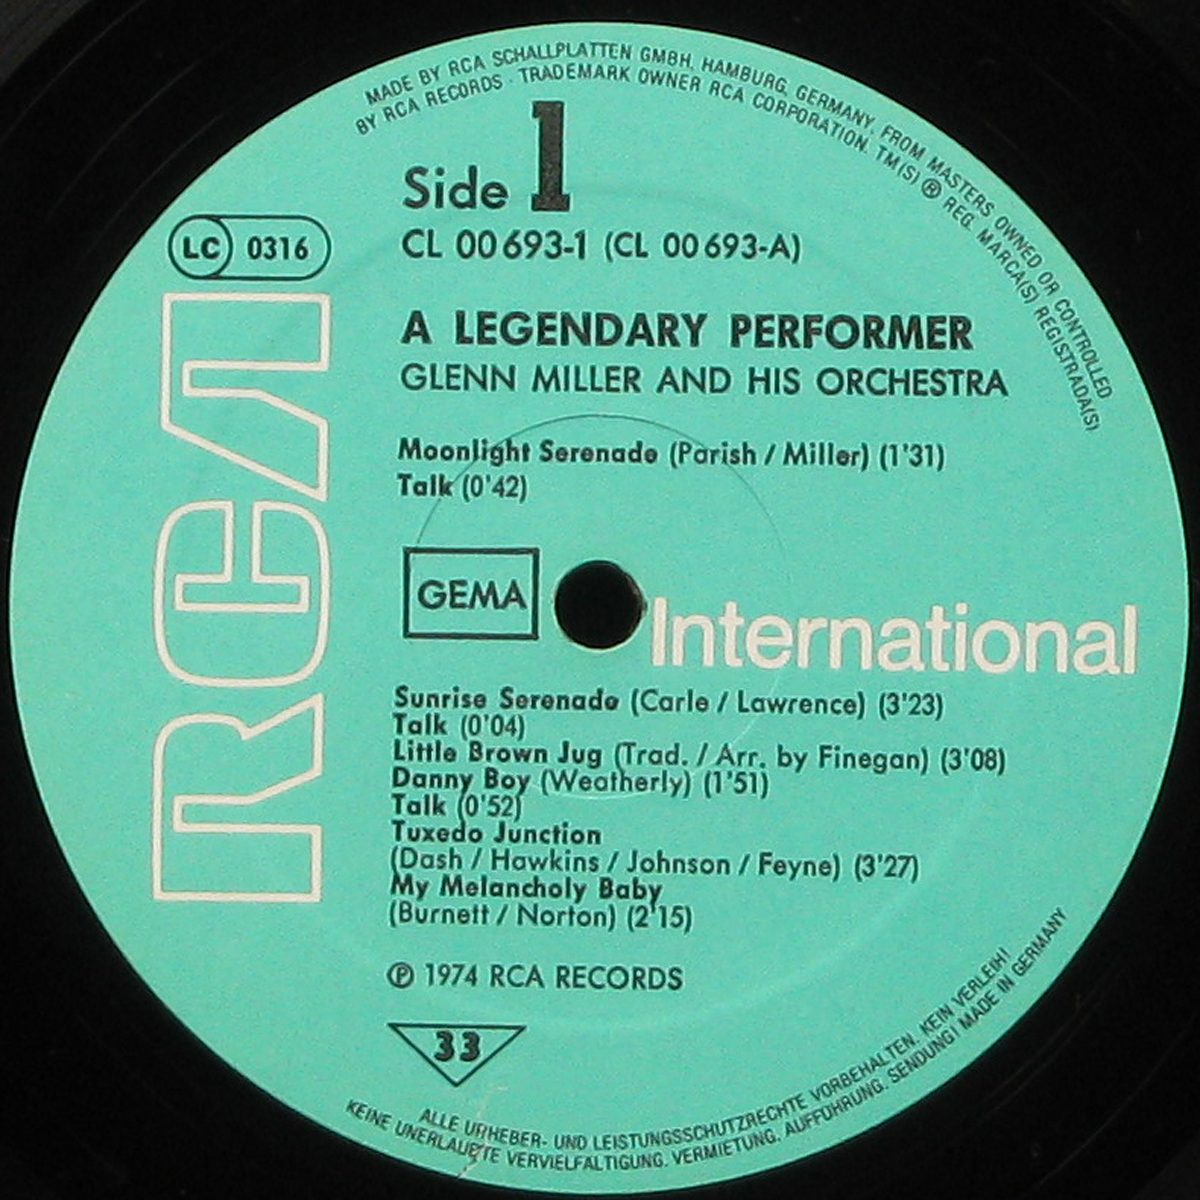 MADE BY RCA SCHALLPLATTEN GMBH, HAMBURG, GERMANY, FROM MASTERS OWNED OR CONTROLLED
BY RCA RECORDS · TRADEMARK OWNER RCA CORPORATION. TM(S) ® REG. MARCA(S) REGISTRADA(S)
Side 1
CL 00693-1 (CL 00693-A)
LC 0316
RCA
A LEGENDARY PERFORMER
GLENN MILLER AND HIS ORCHESTRA
Moonlight Serenade (Parish / Miller) (1'31)
Talk (0'42)
GEMA
International
Sunrise Serenade (Carle / Lawrence) (3'23)
Talk (0'04)
Little Brown Jug (Trad. / Arr. by Finegan) (3'08)
Danny Boy (Weatherly) (1'51)
Talk (0'52)
Tuxedo Junction
(Dash / Hawkins / Johnson / Feyne) (3'27)
My Melancholy Baby
(Burnett / Norton) (2'15)
℗ 1974 RCA RECORDS
33
ALLE URHEBER- UND LEISTUNGSSCHUTZRECHTE VORBEHALTEN. KEIN VERLEIH!
KEINE UNERLAUBTE VERVIELFÄLTIGUNG. VERMIETUNG. AUFFÜHRUNG. SENDUNG! MADE IN GERMANY